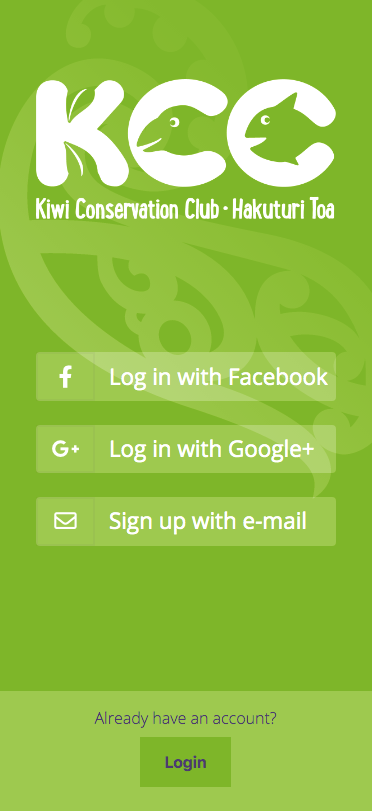 KCC
Kiwi Conservation Club · Hakuturi Toa
Log in with Facebook
G+ Log in with Google+
Sign up with e-mail
Already have an account?
Login